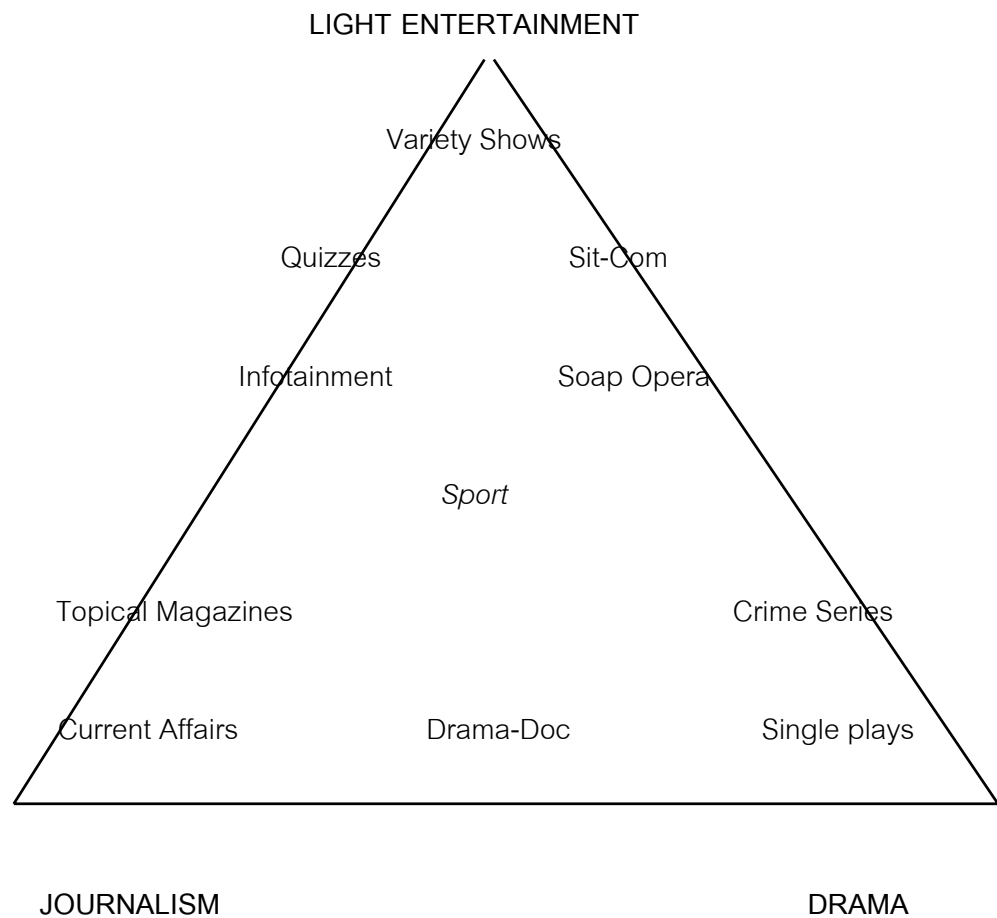 LIGHT ENTERTAINMENT
Variety Shows
Quizzes
Sit-Com
Infotainment
Soap Opera
Sport
Topical Magazines
Crime Series
Current Affairs
Drama-Doc
Single plays
JOURNALISM
DRAMA